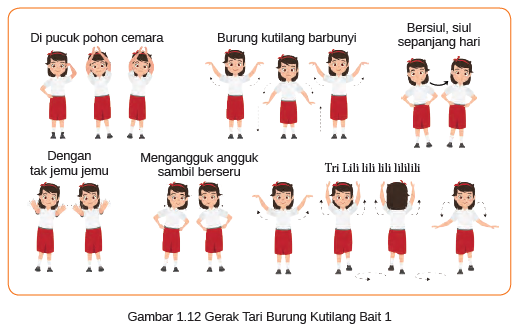 Di pucuk pohon cemara
Burung kutilang barbunyi
Bersiul, siul
sepanjang hari
Dengan
tak jemu jemu
Mengangguk angguk
sambil berseru
Tri Lili lili lili lililili
Gambar 1.12 Gerak Tari Burung Kutilang Bait 1